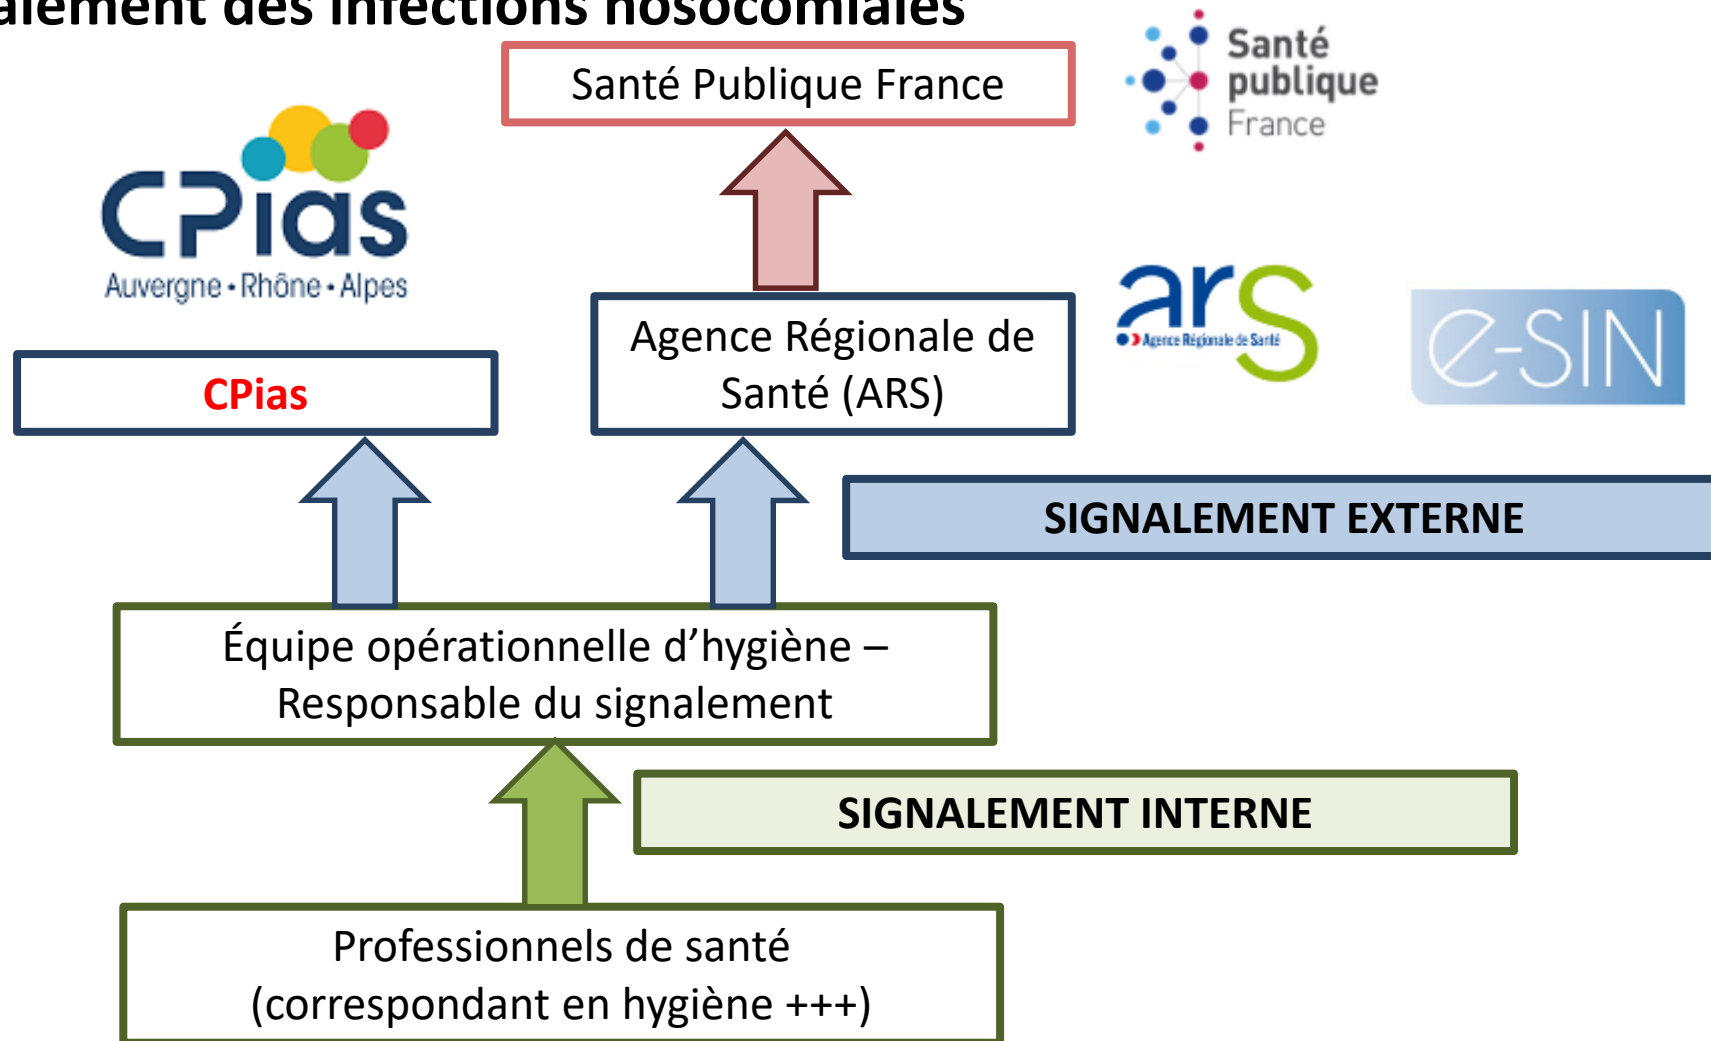 alement des infections nosocomiales
Santé Publique France
Santé
publique
France
CPias
Auvergne • Rhône • Alpes
Agence Régionale de
Santé (ARS)
ars
Agence Régionale de Santé
e-SIN
CPias
SIGNALEMENT EXTERNE
Équipe opérationnelle d’hygiène –
Responsable du signalement
SIGNALEMENT INTERNE
Professionnels de santé
(correspondant en hygiène +++)